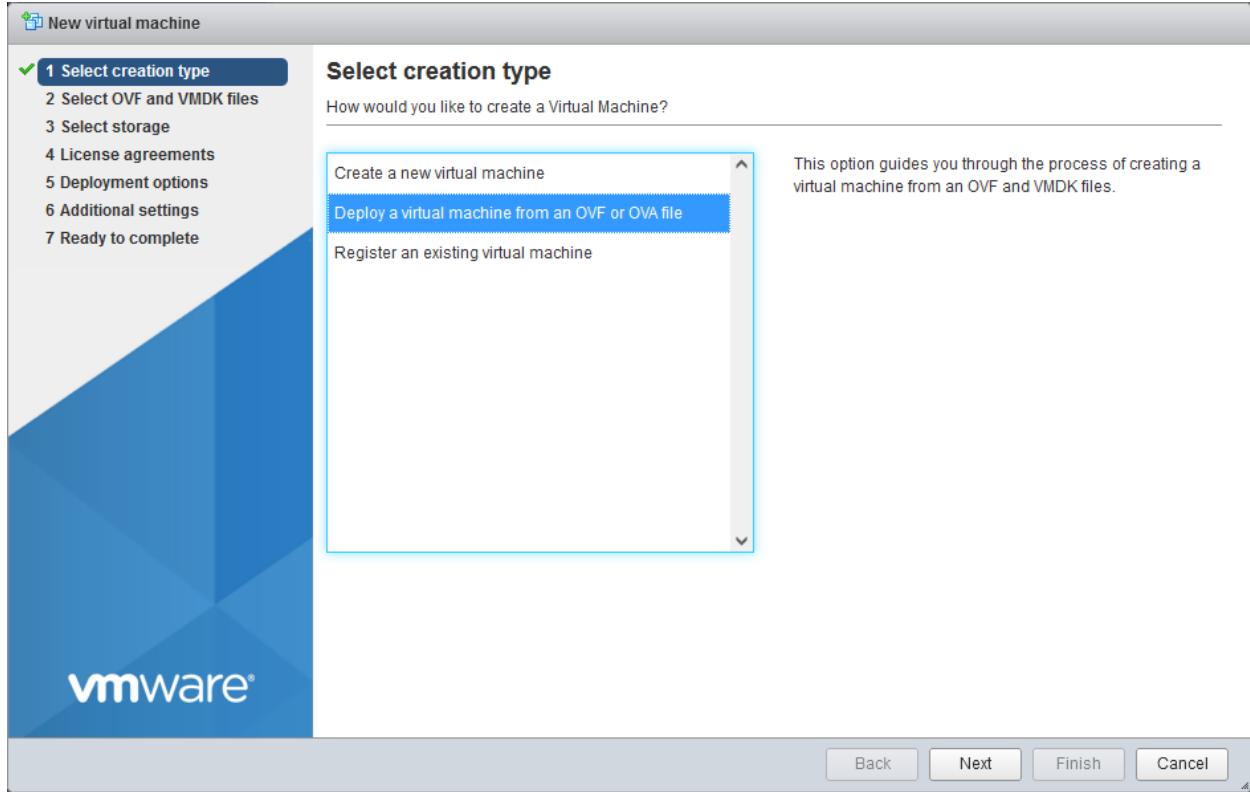 New virtual machine
1 Select creation type
2 Select OVF and VMDK files
3 Select storage
4 License agreements
5 Deployment options
6 Additional settings
7 Ready to complete
vmware®
Select creation type
How would you like to create a Virtual Machine?
Create a new virtual machine
Deploy a virtual machine from an OVF or OVA file
Register an existing virtual machine
This option guides you through the process of creating a
virtual machine from an OVF and VMDK files.
Back Next Finish Cancel